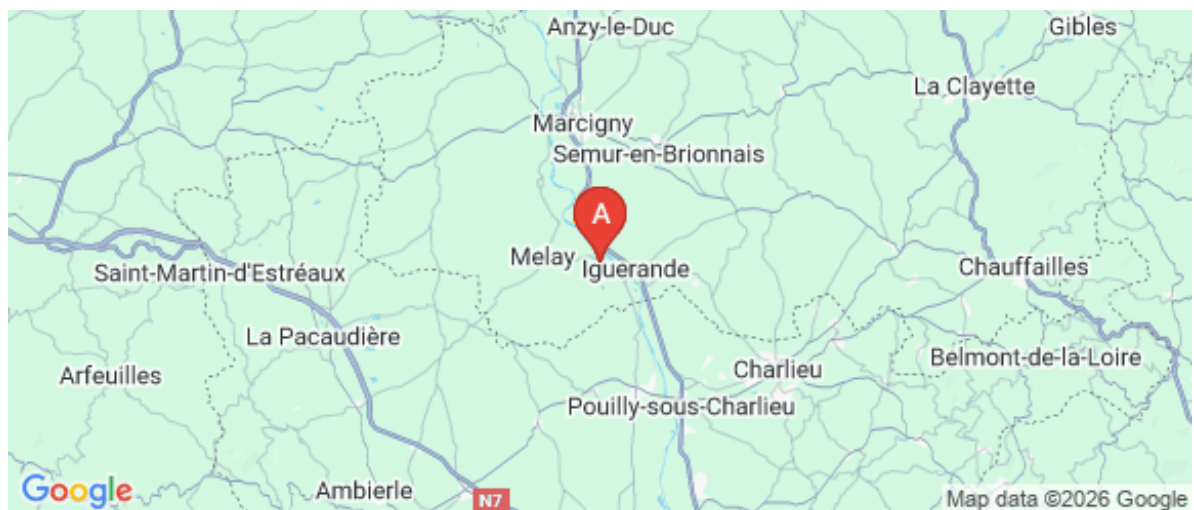 Anzy-le-Duc
Gibles
La Clayette
Marcigny
Semur-en-Brionnais
A
Melay
Iguerande
Saint-Martin-d'Estréaux
Chauffailles
La Pacaudière
Belmont-de-la-Loire
Charlieu
Arfeuilles
Pouilly-sous-Charlieu
Google
Ambierle
N7
Map data ©2026 Google